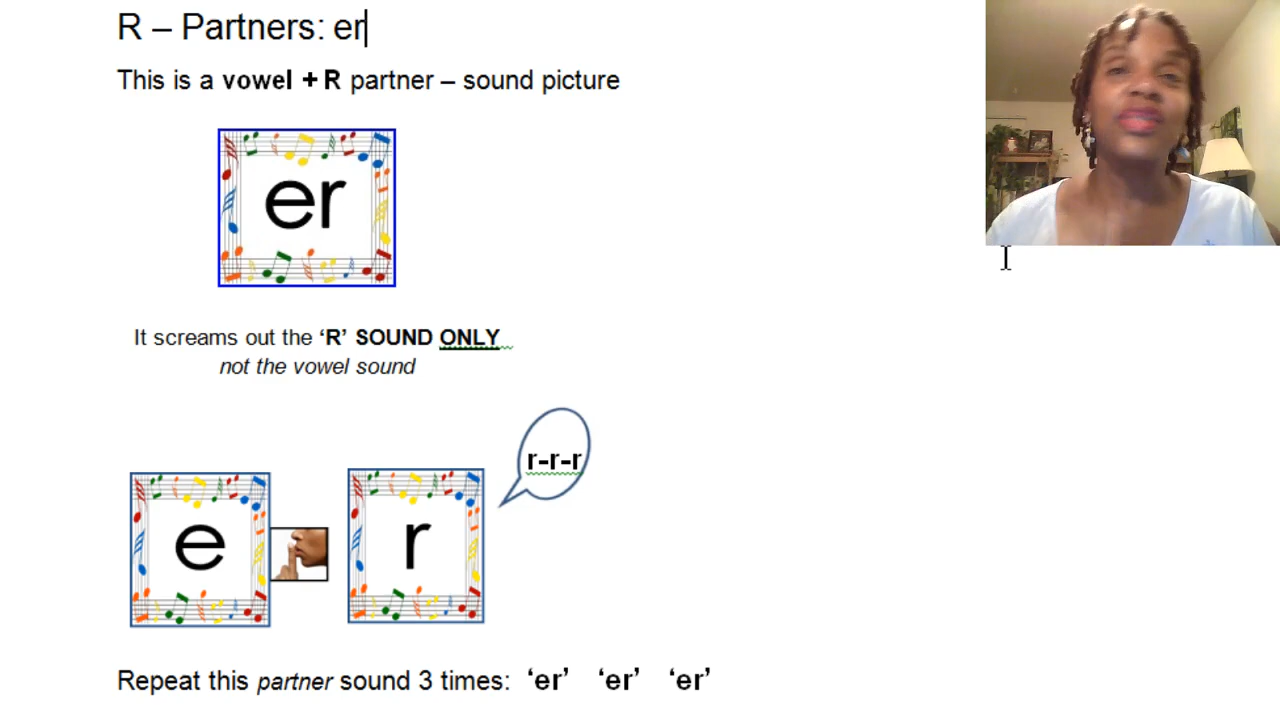 R – Partners: er
This is a vowel + R partner – sound picture
er
It screams out the ‘R’ SOUND ONLY
not the vowel sound
r-r-r
e r
Repeat this partner sound 3 times: ‘er’ ‘er’ ‘er’